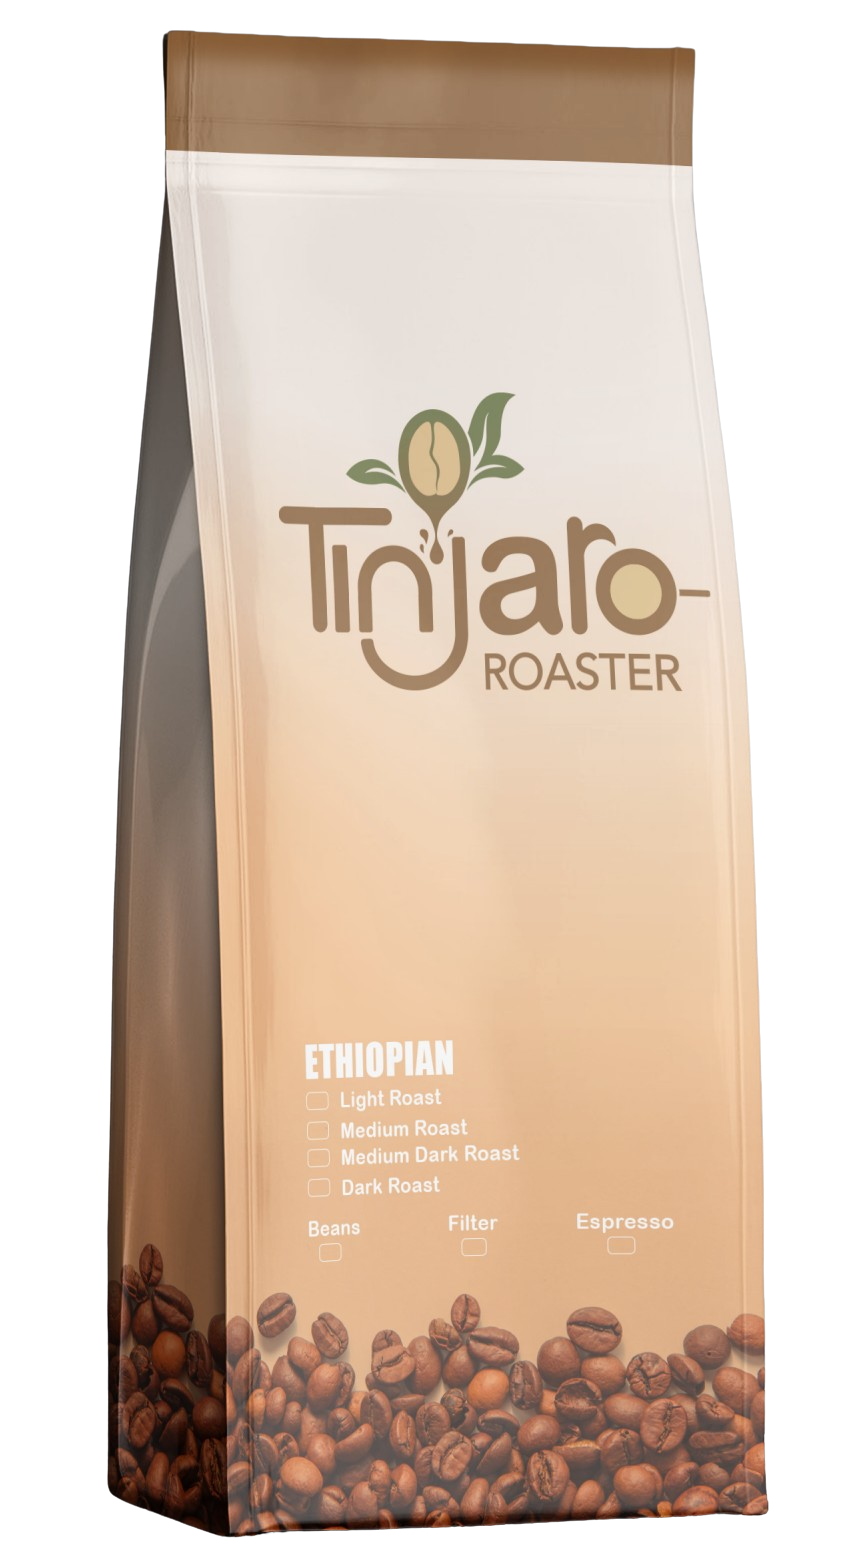 Tinjaro
ROASTER
ETHIOPIAN
Light Roast
Medium Roast
Medium Dark Roast
Dark Roast
Beans Filter Espresso